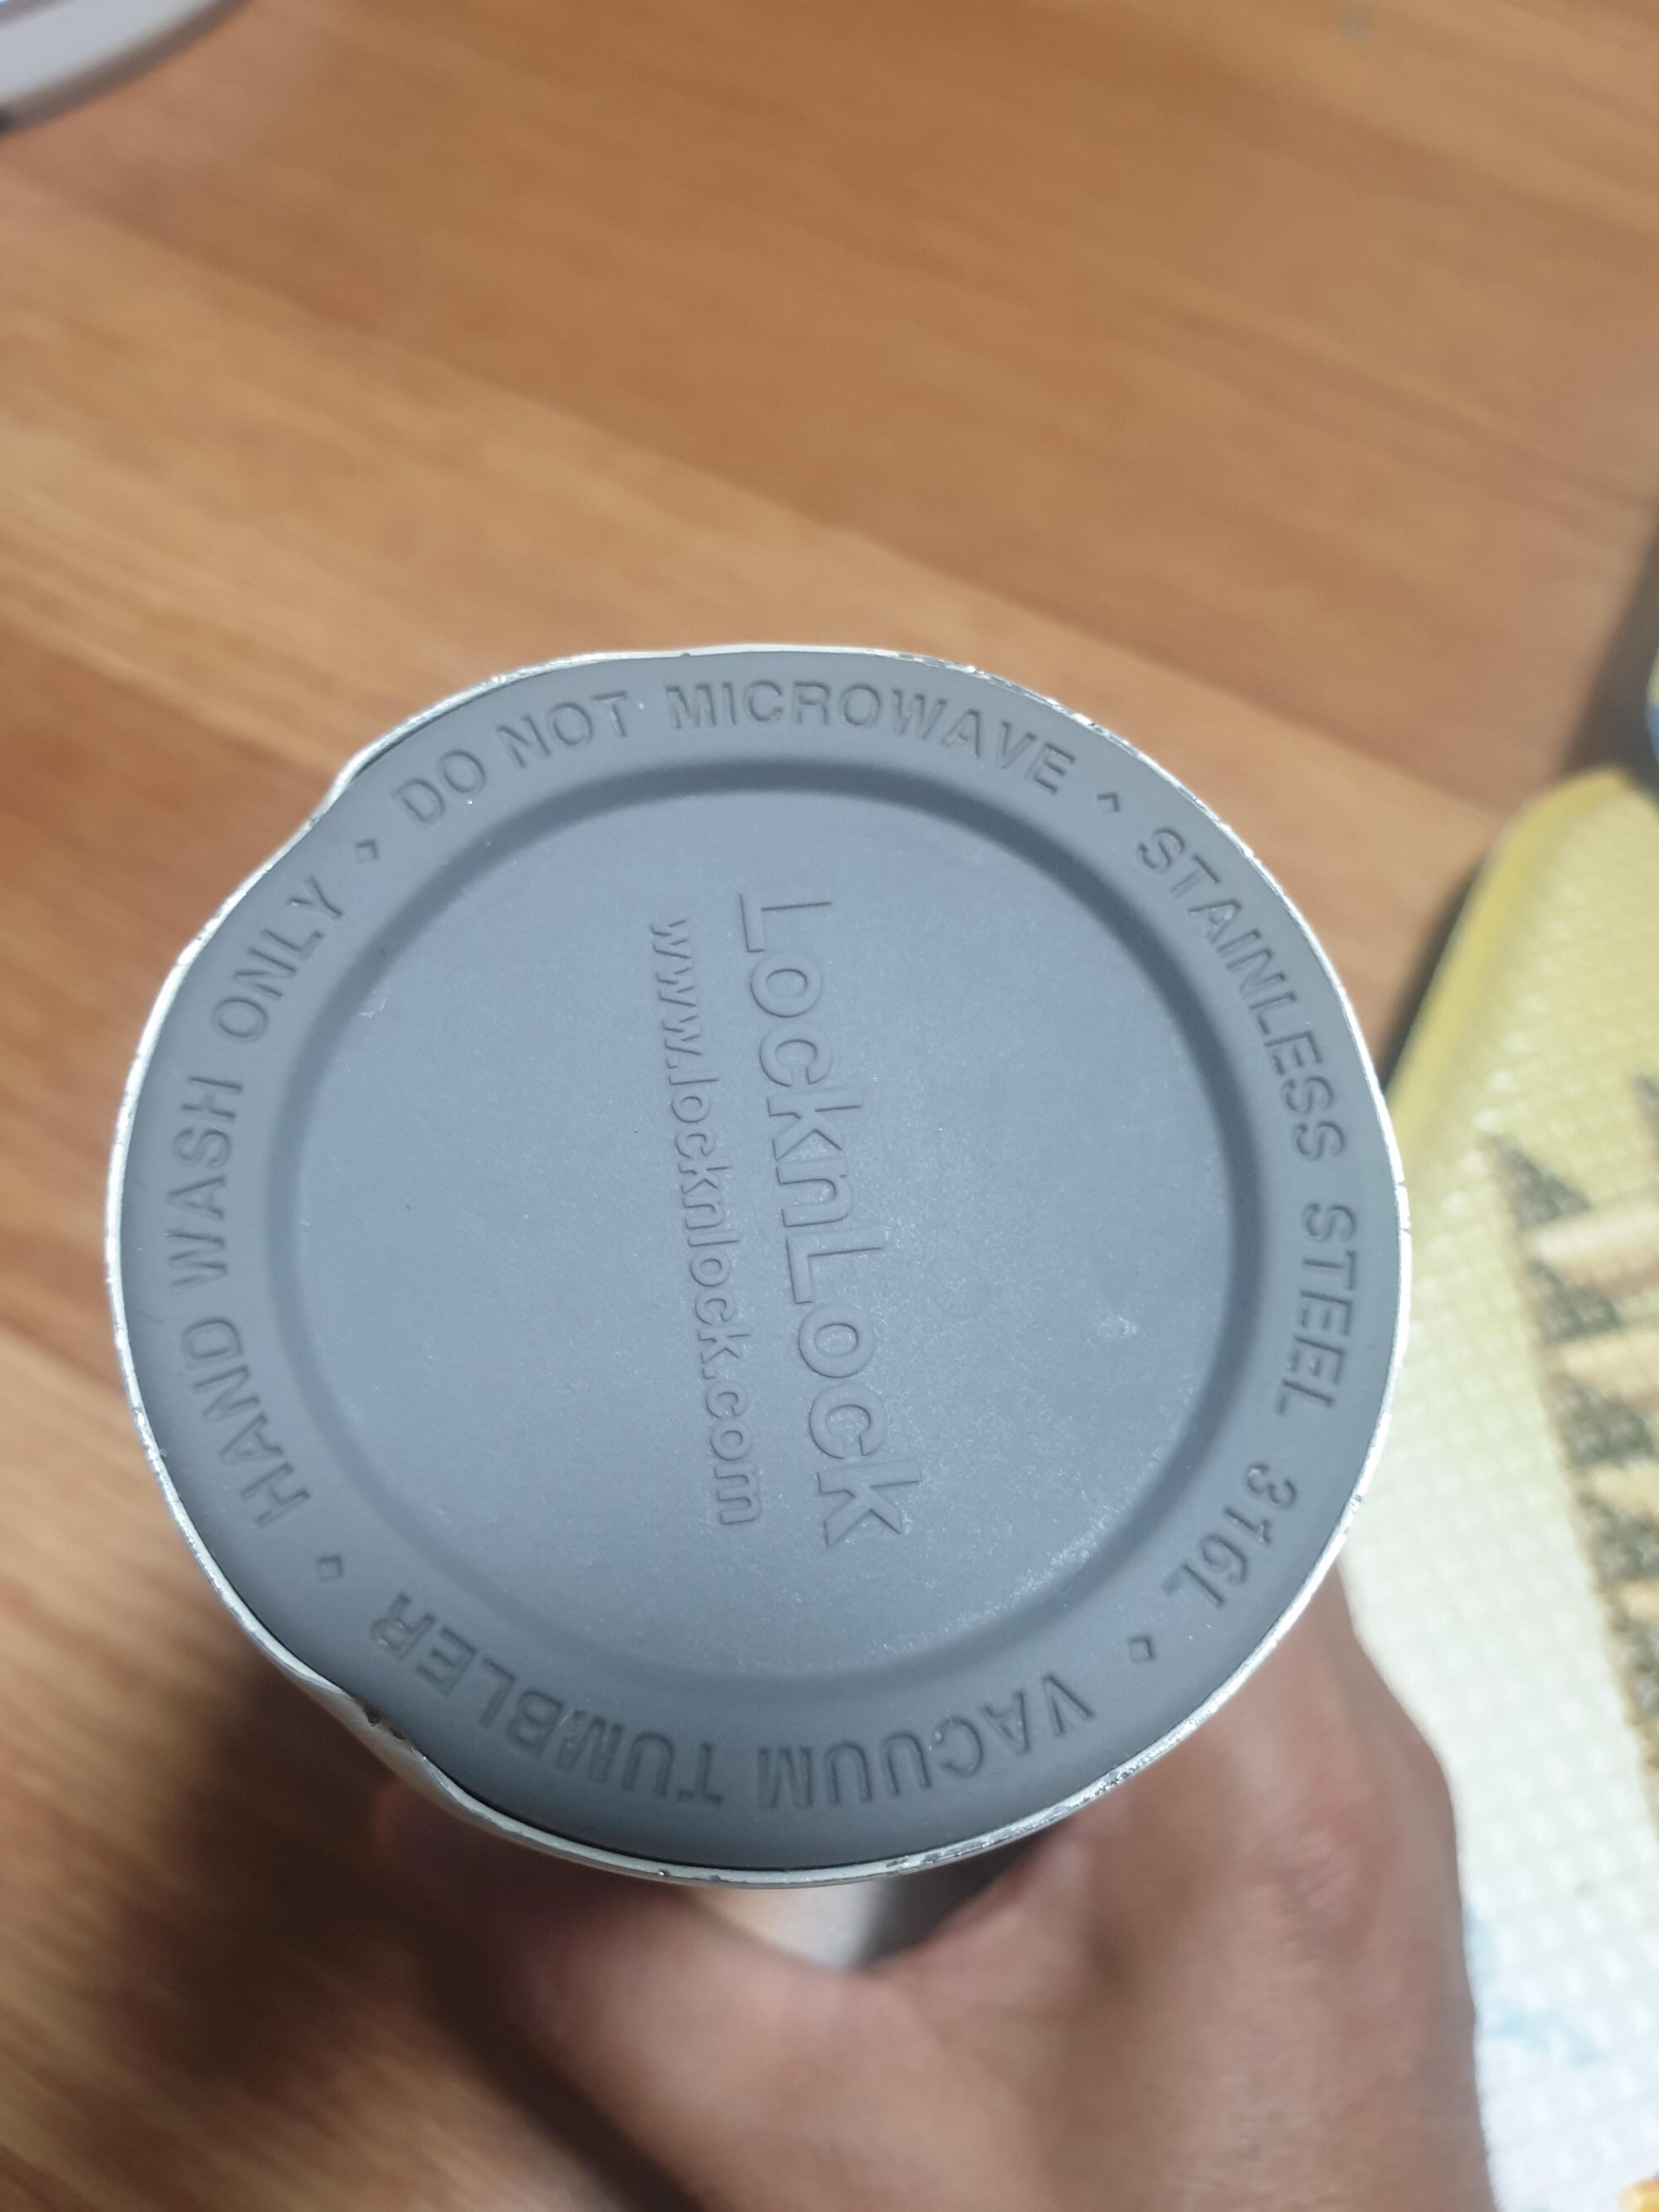 LocknLock
www.locknlock.com
HAND WASH ONLY • DO NOT MICROWAVE • STAINLESS STEEL 316L • VACUUM TUMBLER •